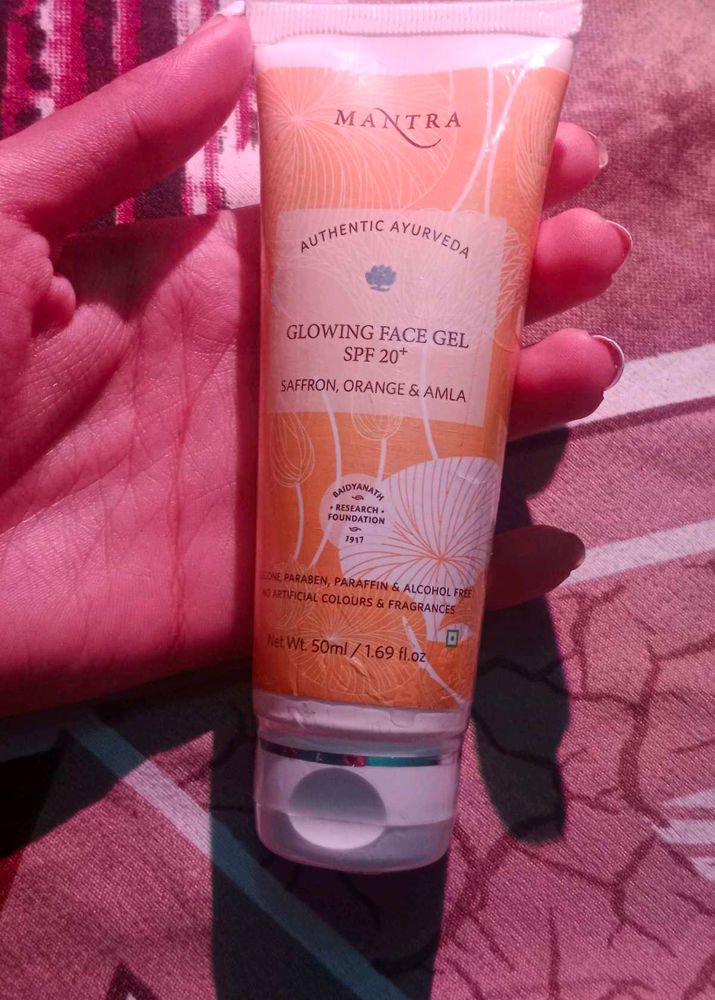 MANTRA
AUTHENTIC AYURVEDA
GLOWING FACE GEL
SPF 20+
SAFFRON, ORANGE & AMLA
BAIDYANATH
• RESEARCH •
FOUNDATION
1917
PARABEN, PARAFFIN & ALCOHOL FREE
NO ARTIFICIAL COLOURS & FRAGRANCES
Net Wt. 50ml / 1.69 fl.oz